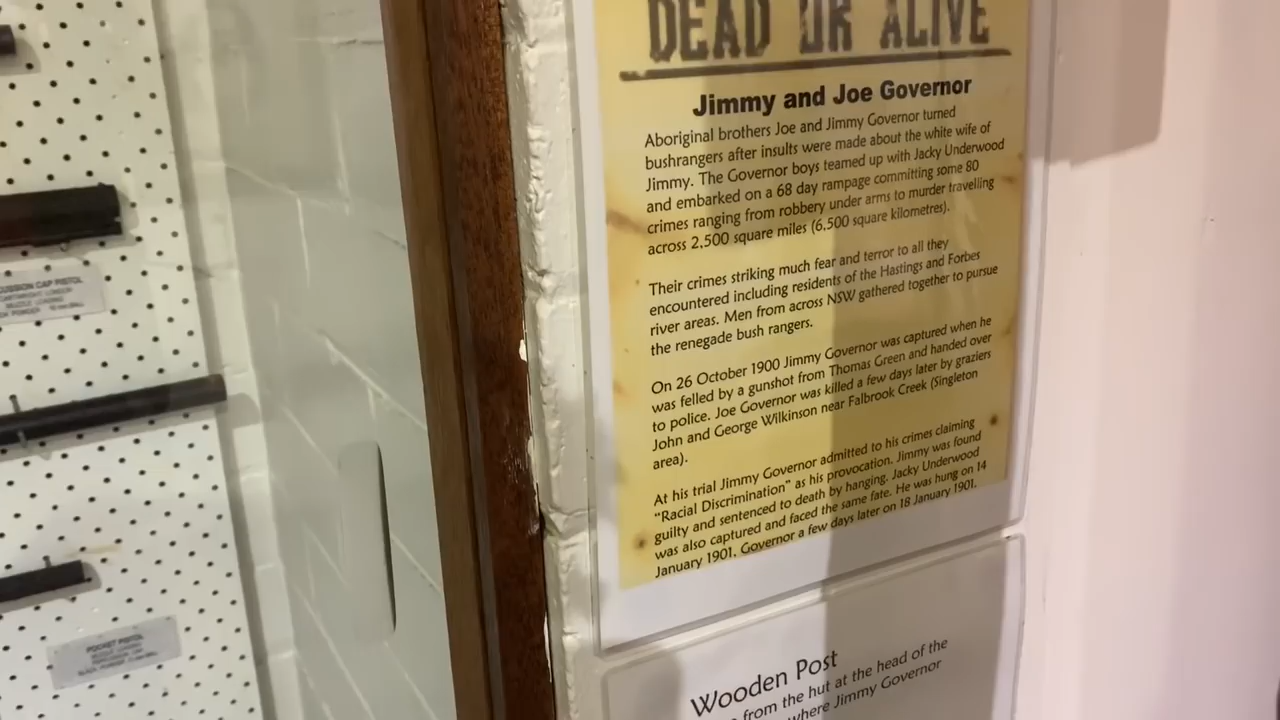 DEAD OR ALIVE
Jimmy and Joe Governor
Aboriginal brothers Joe and Jimmy Governor turned
bushrangers after insults were made about the white wife of
Jimmy. The Governor boys teamed up with Jacky Underwood
and embarked on a 68 day rampage committing some 80
crimes ranging from robbery under arms to murder travelling
across 2,500 square miles (6,500 square kilometres).
Their crimes striking much fear and terror to all they
encountered including residents of the Hastings and Forbes
river areas. Men from across NSW gathered together to pursue
the renegade bush rangers.
On 26 October 1900 Jimmy Governor was captured when he
was felled by a gunshot from Thomas Green and handed over
to police. Joe Governor was killed a few days later by graziers
John and George Wilkinson near Falbrook Creek (Singleton
area).
At his trial Jimmy Governor admitted to his crimes claiming
"Racial Discrimination" as his provocation. Jimmy was found
guilty and sentenced to death by hanging. Jacky Underwood
was also captured and faced the same fate. He was hung on 14
January 1901. Governor a few days later on 18 January 1901.
Wooden Post
from the hut at the head of the
where Jimmy Governor
CUSSION CAP PISTOL
MUZZLE LOADING
POCKET PISTOL
MUZZLE LOADING